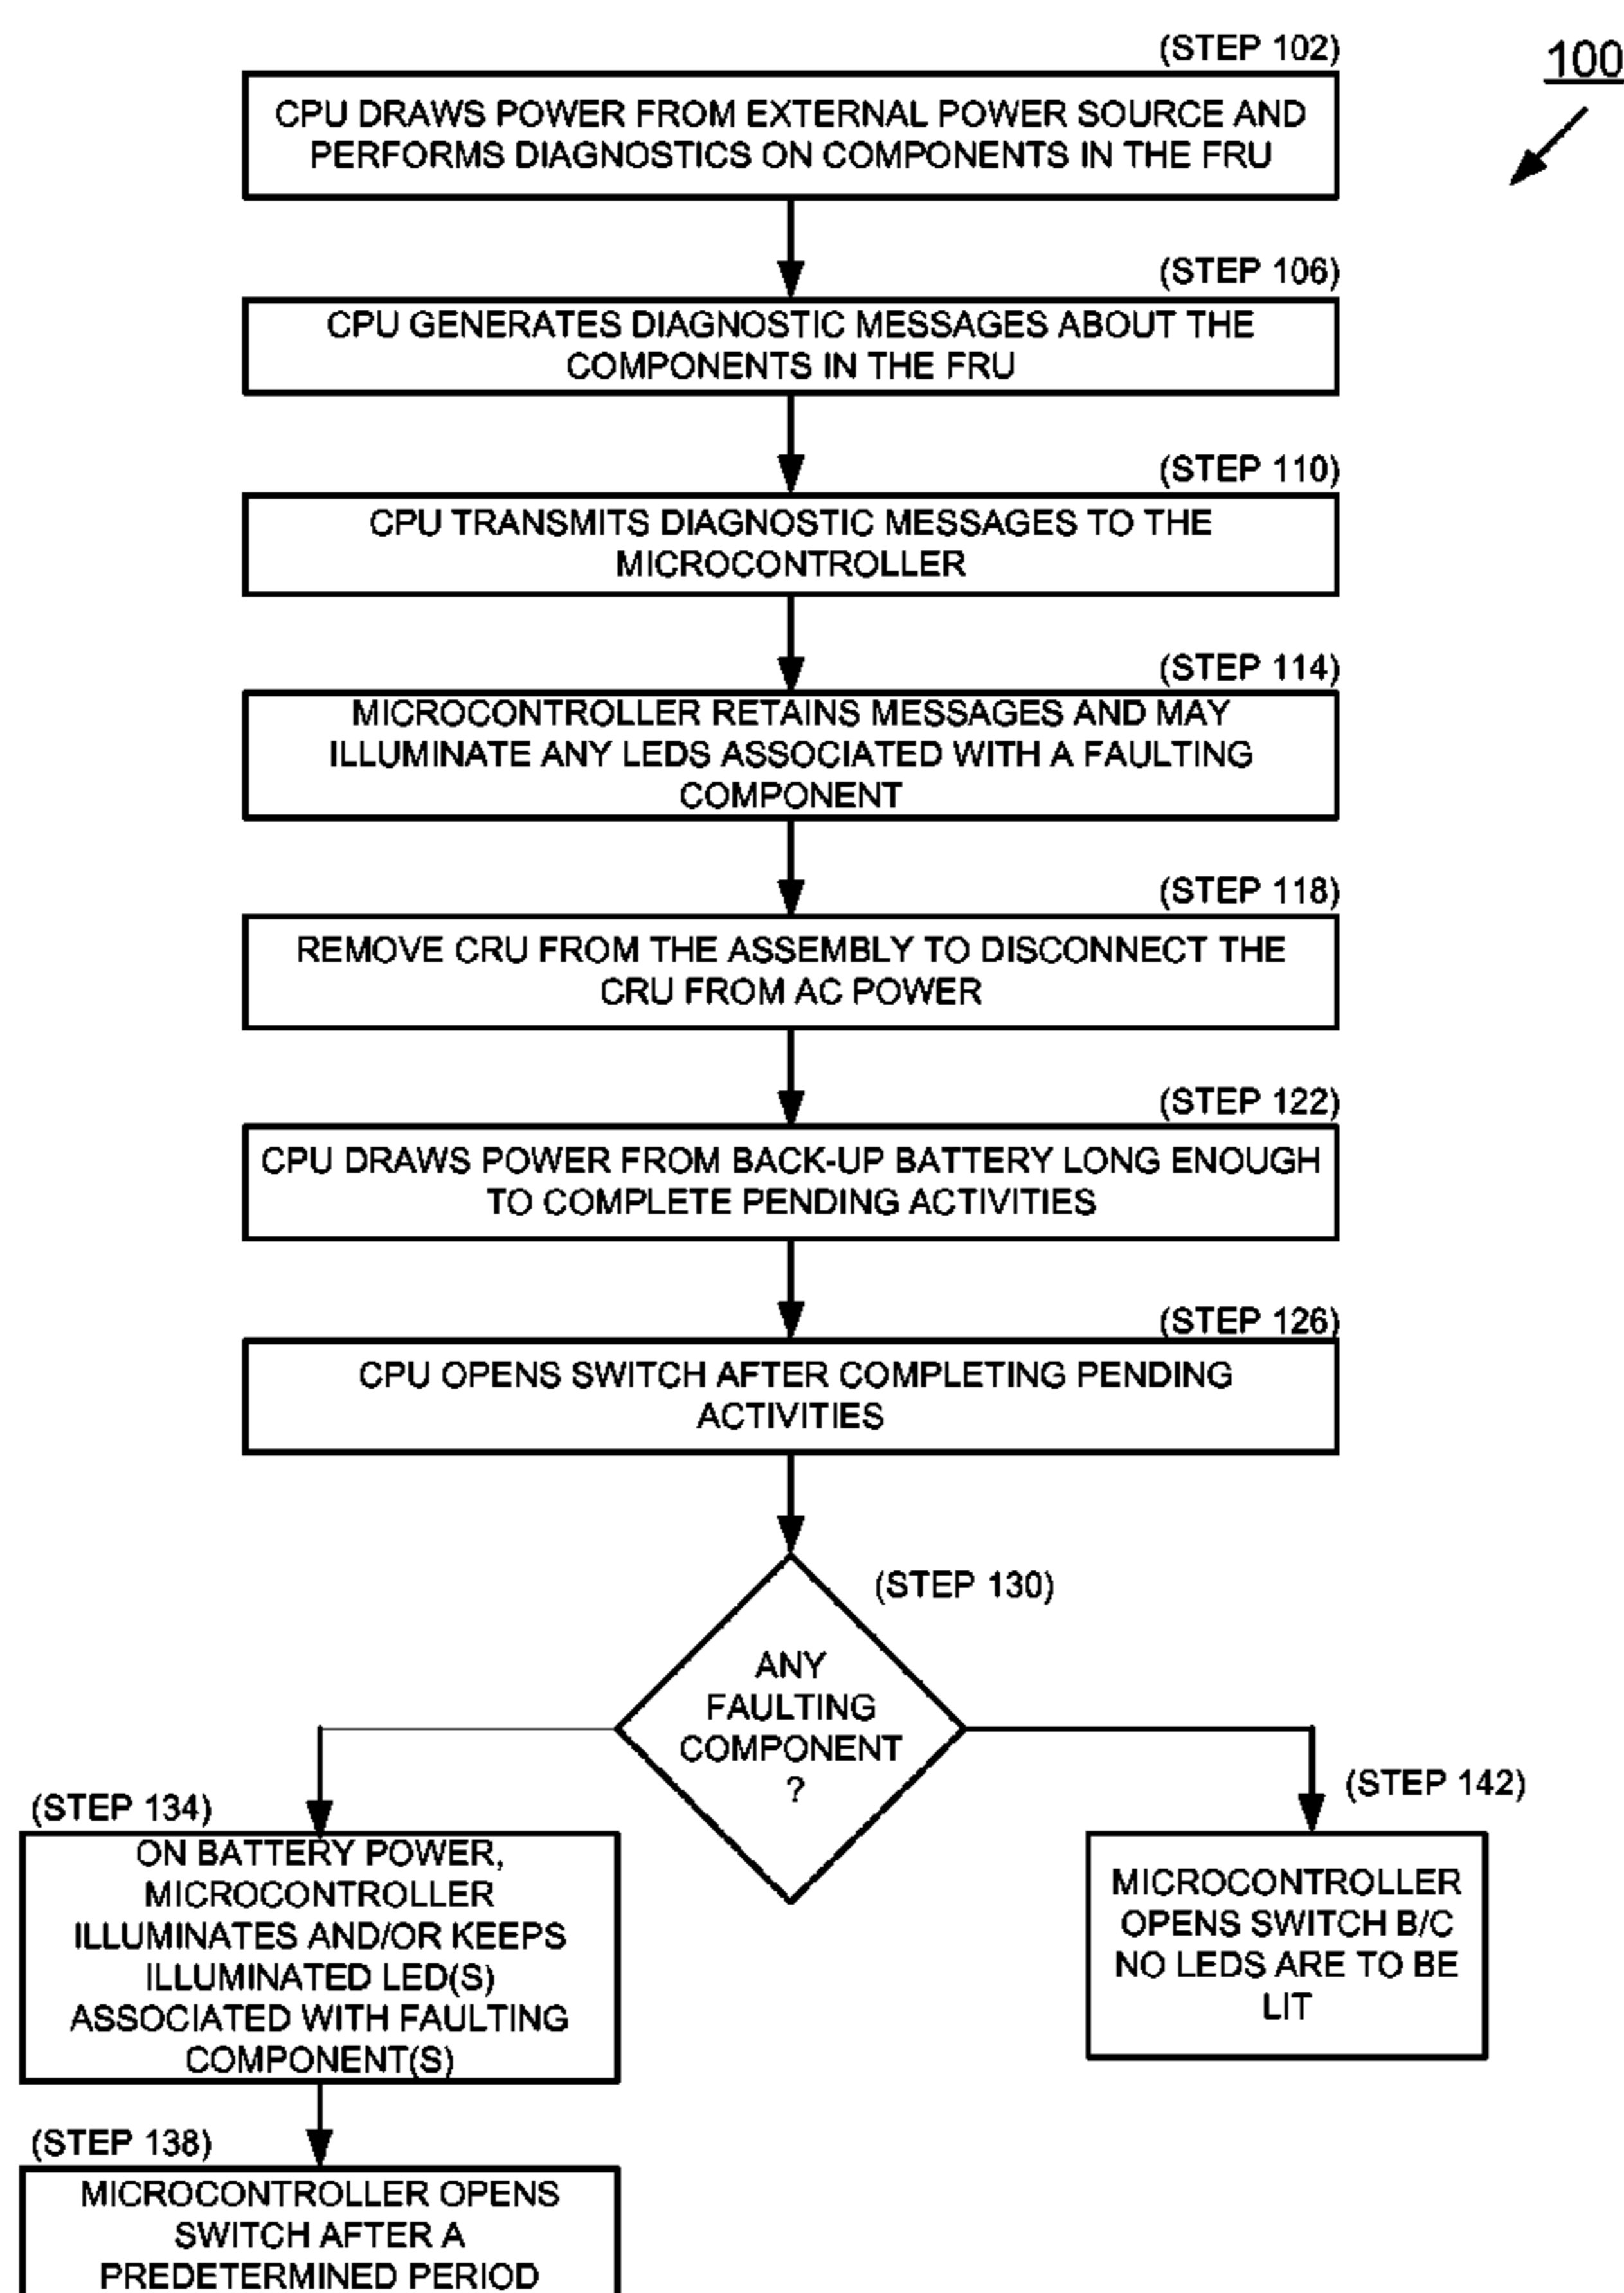 (STEP 102)
100
CPU DRAWS POWER FROM EXTERNAL POWER SOURCE AND
PERFORMS DIAGNOSTICS ON COMPONENTS IN THE FRU
(STEP 106)
CPU GENERATES DIAGNOSTIC MESSAGES ABOUT THE
COMPONENTS IN THE FRU
(STEP 110)
CPU TRANSMITS DIAGNOSTIC MESSAGES TO THE
MICROCONTROLLER
(STEP 114)
MICROCONTROLLER RETAINS MESSAGES AND MAY
ILLUMINATE ANY LEDS ASSOCIATED WITH A FAULTING
COMPONENT
(STEP 118)
REMOVE CRU FROM THE ASSEMBLY TO DISCONNECT THE
CRU FROM AC POWER
(STEP 122)
CPU DRAWS POWER FROM BACK-UP BATTERY LONG ENOUGH
TO COMPLETE PENDING ACTIVITIES
(STEP 126)
CPU OPENS SWITCH AFTER COMPLETING PENDING
ACTIVITIES
(STEP 130)
ANY
FAULTING
COMPONENT
?
(STEP 134)
ON BATTERY POWER,
MICROCONTROLLER
ILLUMINATES AND/OR KEEPS
ILLUMINATED LED(S)
ASSOCIATED WITH FAULTING
COMPONENT(S)
(STEP 142)
MICROCONTROLLER
OPENS SWITCH B/C
NO LEDS ARE TO BE
LIT
(STEP 138)
MICROCONTROLLER OPENS
SWITCH AFTER A
PREDETERMINED PERIOD